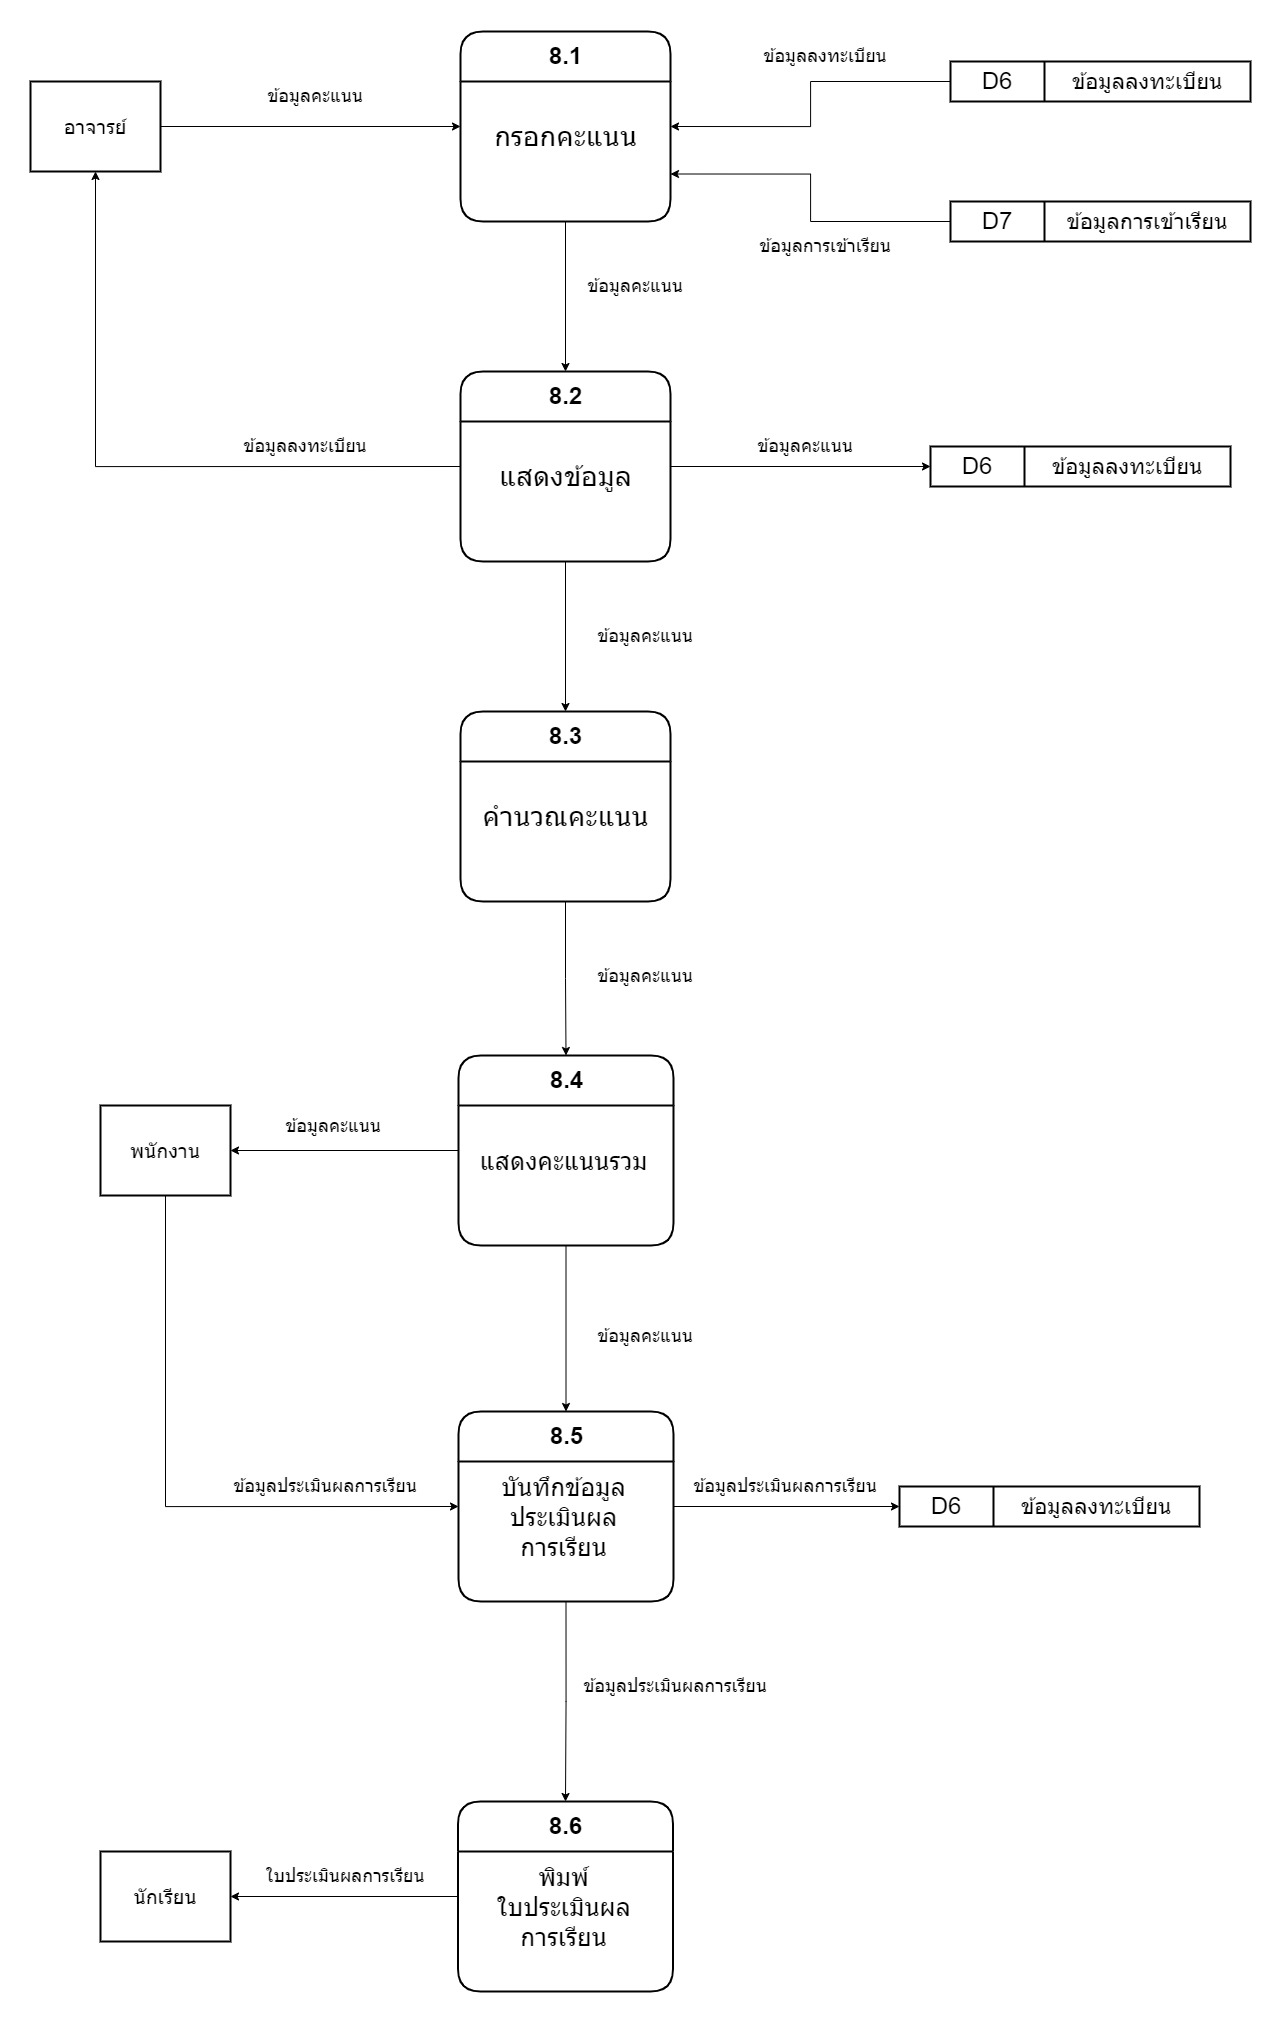 8.1
ข้อมูลลงทะเบียน
D6 ข้อมูลลงทะเบียน
ข้อมูลคะแนน
อาจารย์
กรอกคะแนน
D7 ข้อมูลการเข้าเรียน
ข้อมูลการเข้าเรียน
ข้อมูลคะแนน
8.2
ข้อมูลลงทะเบียน
ข้อมูลคะแนน
D6 ข้อมูลลงทะเบียน
แสดงข้อมูล
ข้อมูลคะแนน
8.3
คำนวณคะแนน
ข้อมูลคะแนน
8.4
ข้อมูลคะแนน
พนักงาน
แสดงคะแนนรวม
ข้อมูลคะแนน
8.5
ข้อมูลประเมินผลการเรียน
บันทึกข้อมูล
ประเมินผล
การเรียน
ข้อมูลประเมินผลการเรียน
D6 ข้อมูลลงทะเบียน
ข้อมูลประเมินผลการเรียน
8.6
ใบประเมินผลการเรียน
นักเรียน
พิมพ์
ใบประเมินผล
การเรียน